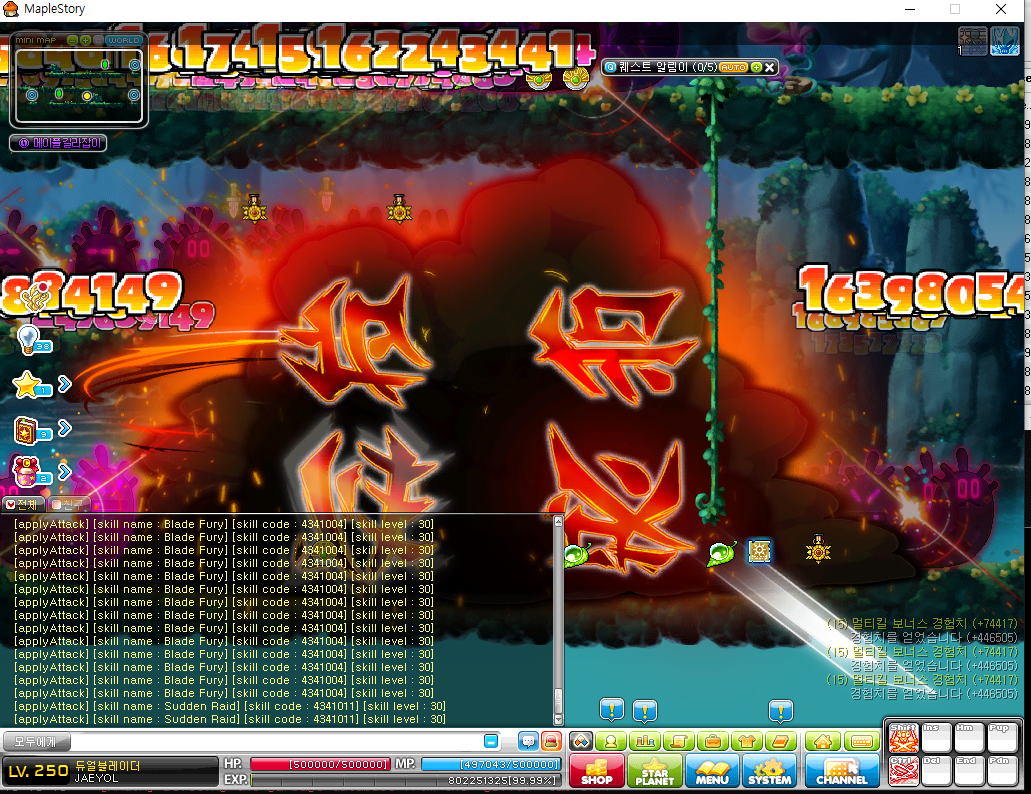 MapleStory
MINI MAP WORLD
퀘스트 알림이 (0/5) AUTO
메이플 길라잡이
834149
16398054
38
1
3
2
전체 친구
[applyAttack] [skill name : Blade Fury] [skill code : 4341004] [skill level : 30]
[applyAttack] [skill name : Blade Fury] [skill code : 4341004] [skill level : 30]
[applyAttack] [skill name : Blade Fury] [skill code : 4341004] [skill level : 30]
[applyAttack] [skill name : Blade Fury] [skill code : 4341004] [skill level : 30]
[applyAttack] [skill name : Blade Fury] [skill code : 4341004] [skill level : 30]
[applyAttack] [skill name : Blade Fury] [skill code : 4341004] [skill level : 30]
[applyAttack] [skill name : Blade Fury] [skill code : 4341004] [skill level : 30]
[applyAttack] [skill name : Blade Fury] [skill code : 4341004] [skill level : 30]
[applyAttack] [skill name : Blade Fury] [skill code : 4341004] [skill level : 30]
[applyAttack] [skill name : Blade Fury] [skill code : 4341004] [skill level : 30]
[applyAttack] [skill name : Blade Fury] [skill code : 4341004] [skill level : 30]
[applyAttack] [skill name : Blade Fury] [skill code : 4341004] [skill level : 30]
[applyAttack] [skill name : Blade Fury] [skill code : 4341004] [skill level : 30]
[applyAttack] [skill name : Blade Fury] [skill code : 4341004] [skill level : 30]
[applyAttack] [skill name : Sudden Raid] [skill code : 4341011] [skill level : 30]
[applyAttack] [skill name : Sudden Raid] [skill code : 4341011] [skill level : 30]
(15) 멀티킬 보너스 경험치 (+74417)
경험치를 얻었습니다 (+446505)
(15) 멀티킬 보너스 경험치 (+74417)
경험치를 얻었습니다 (+446505)
(15) 멀티킬 보너스 경험치 (+74417)
경험치를 얻었습니다 (+446505)
모두에게
LV. 250 듀얼블레이더
JAEYOL
HP. [500000/500000] MP. [497043/500000]
EXP. 802251325[99.99%]
SHOP STAR PLANET MENU SYSTEM CHANNEL
Shift Ins Hm Pup
Ctrl Del End Pdn